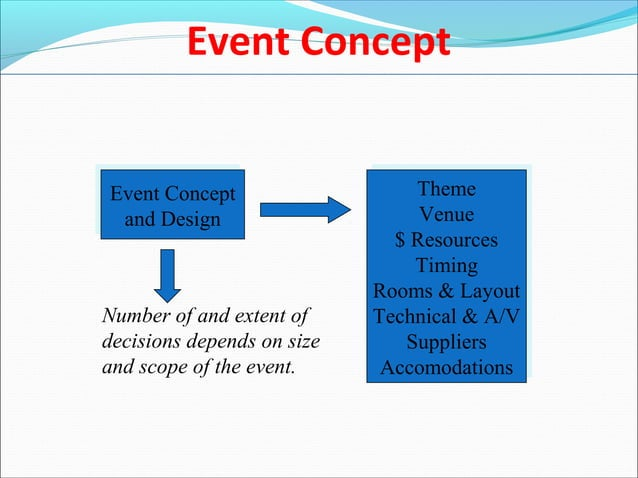 Event Concept
Event Concept
and Design
Number of and extent of
decisions depends on size
and scope of the event.
Theme
Venue
$ Resources
Timing
Rooms & Layout
Technical & A/V
Suppliers
Accomodations